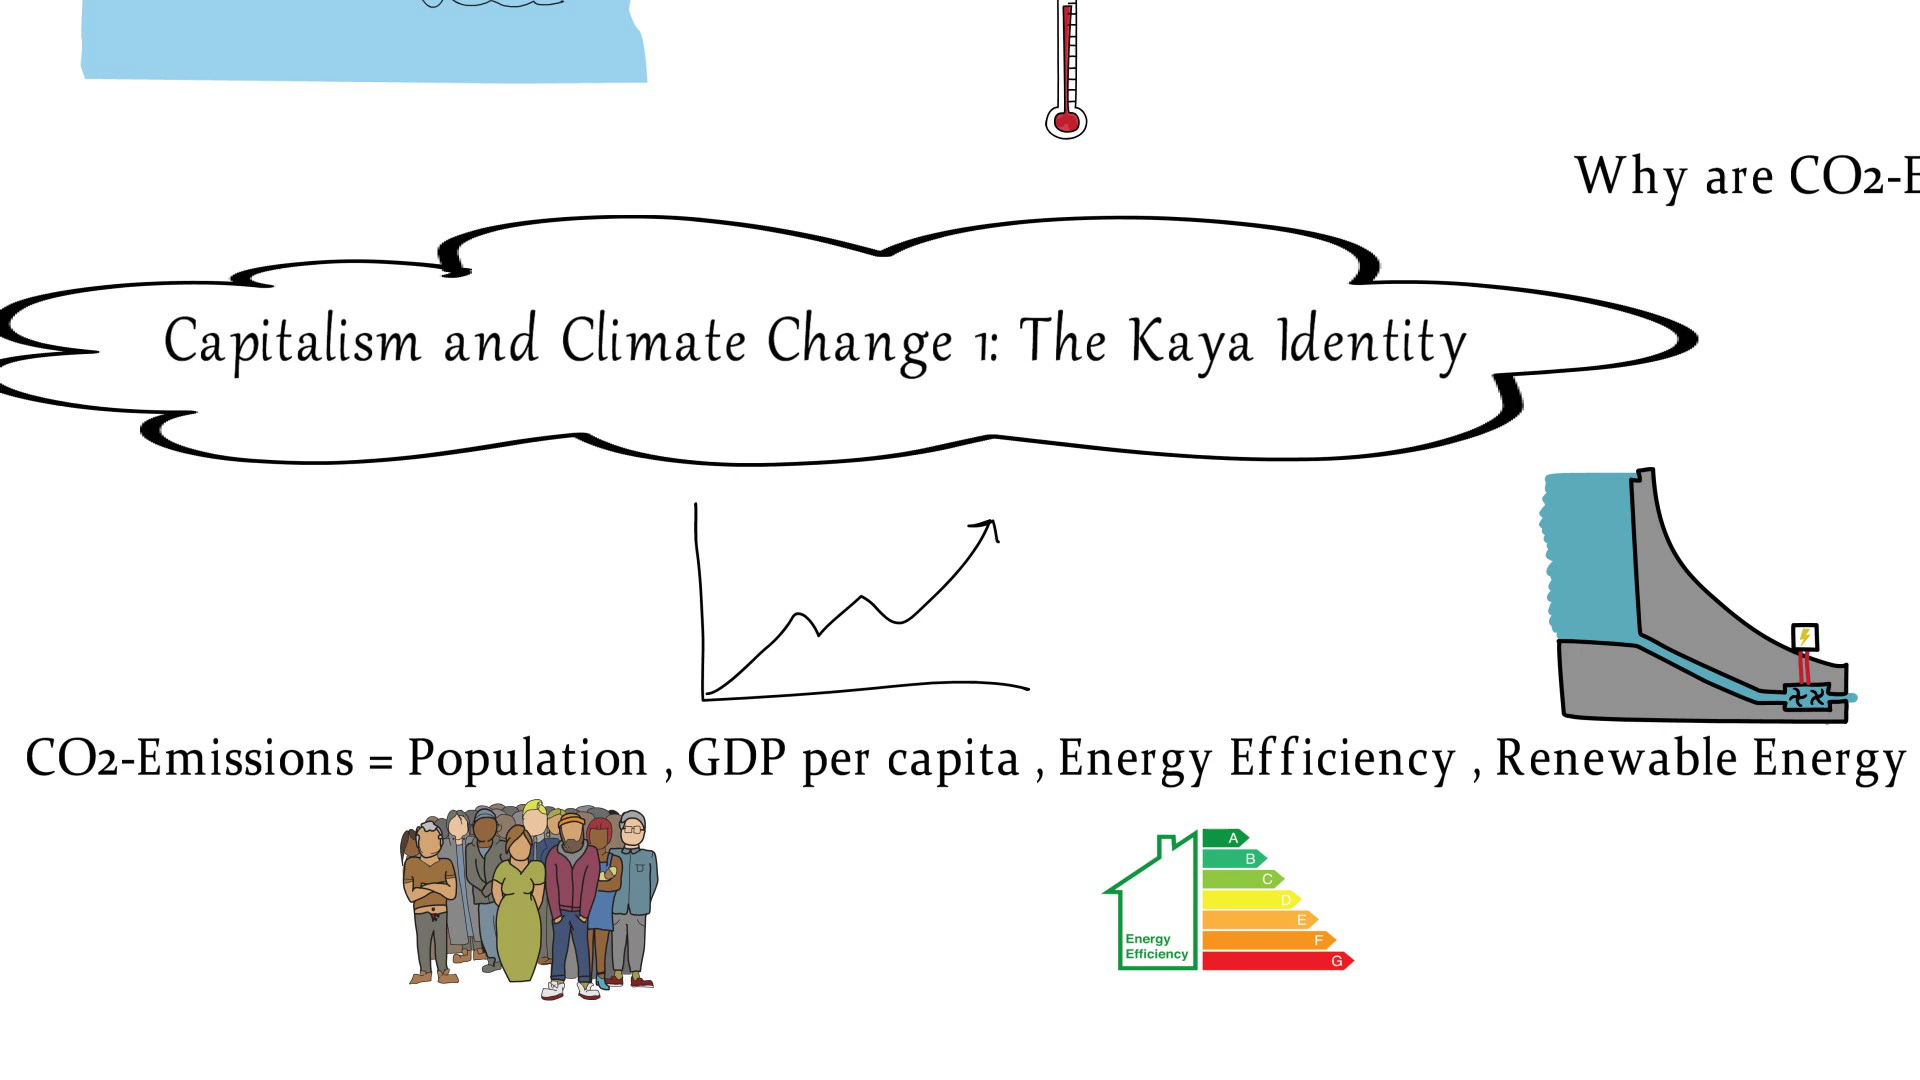 Why are CO2-E
Capitalism and Climate Change 1: The Kaya Identity
CO2-Emissions = Population , GDP per capita , Energy Efficiency , Renewable Energy
A
B
C
D
E
F
G
Energy
Efficiency